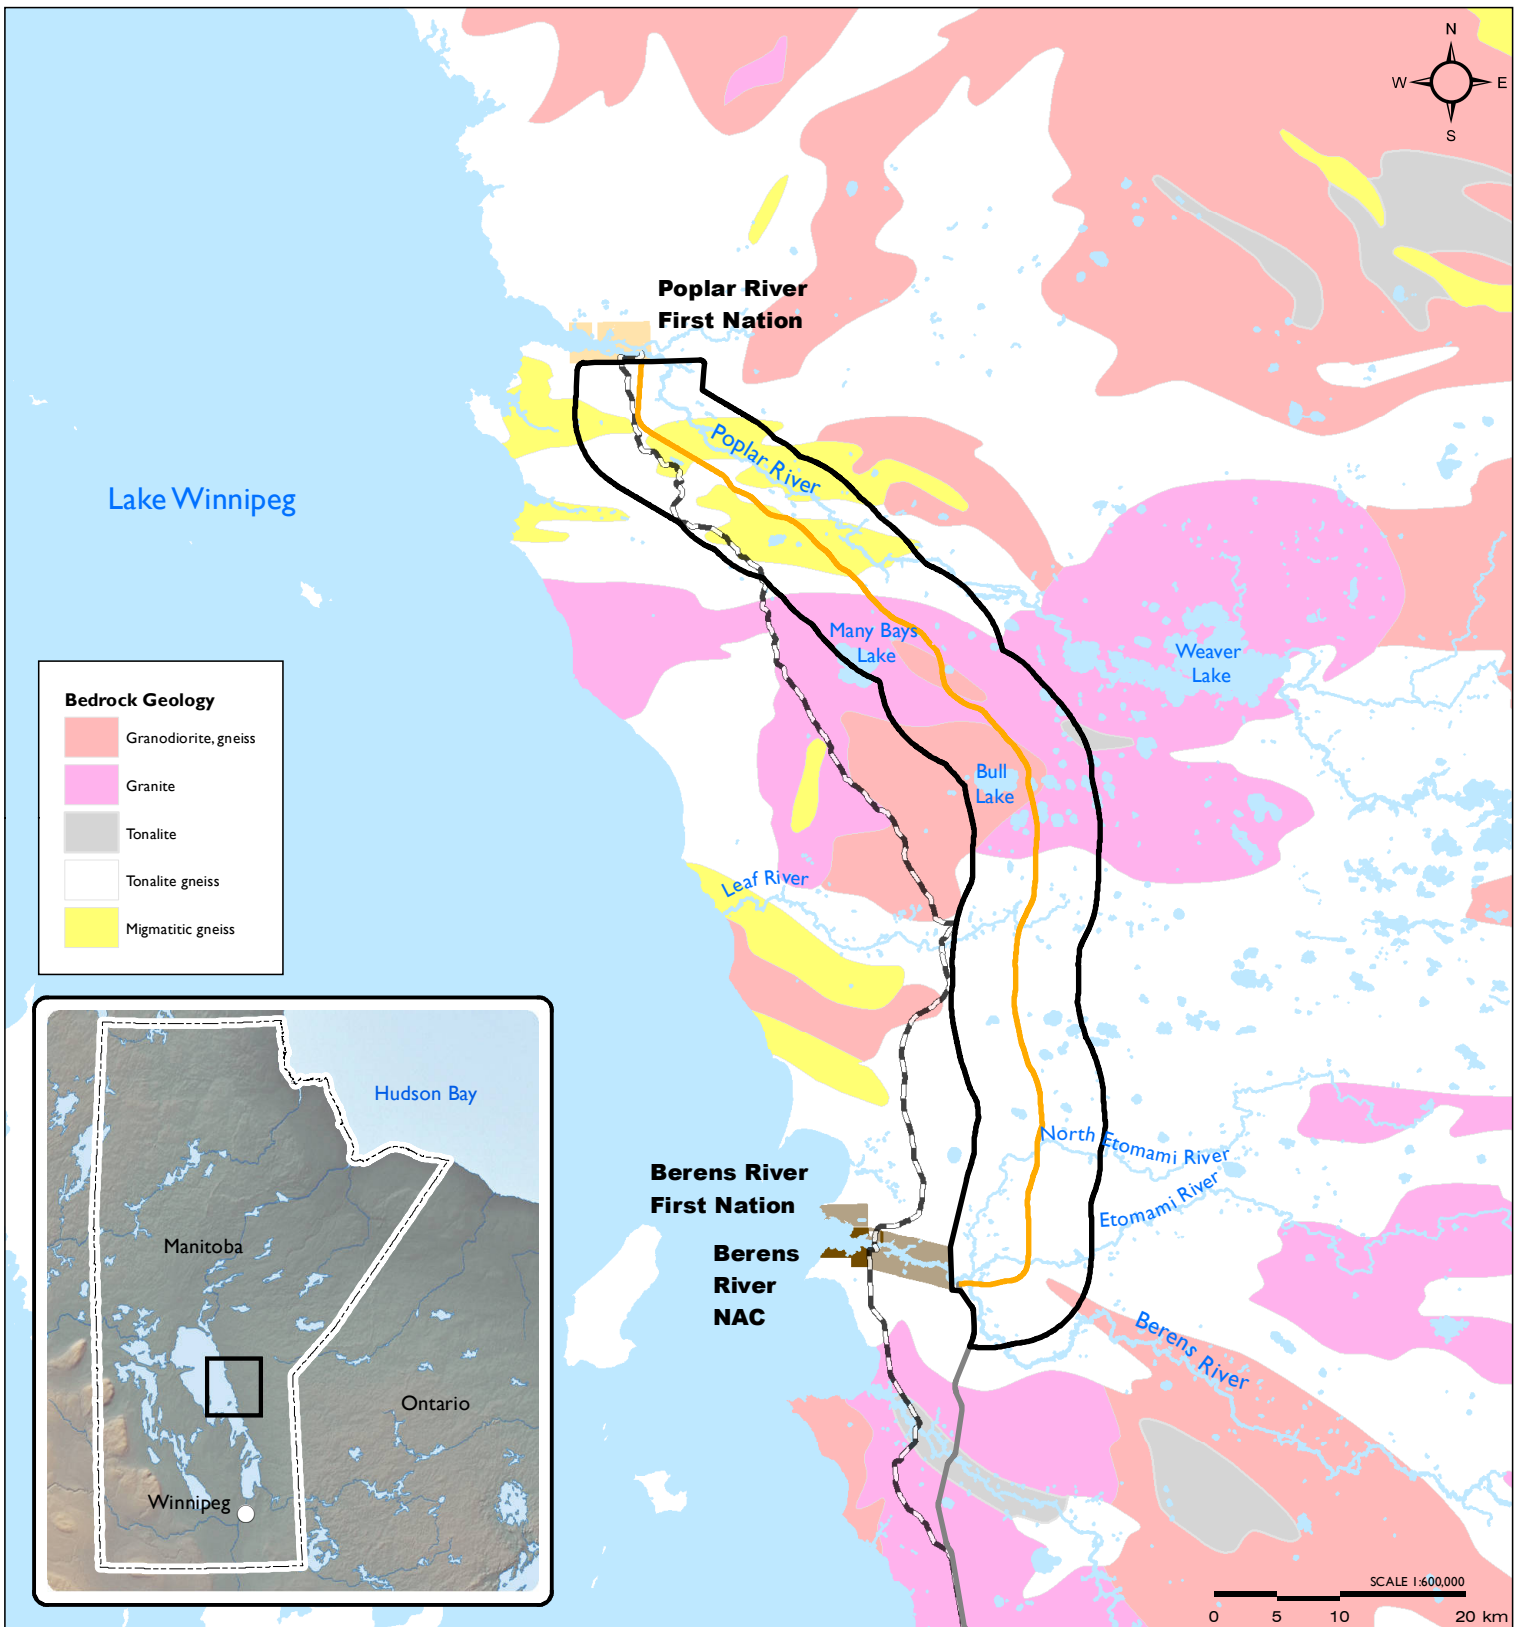 N
W
E
S
Poplar River
First Nation
Poplar River
Lake Winnipeg
Many Bays
Lake
Weaver
Lake
Bedrock Geology
Granodiorite, gneiss
Granite
Tonalite
Tonalite gneiss
Migmatitic gneiss
Bull
Lake
Leaf River
Hudson Bay
Manitoba
Ontario
Winnipeg
North Etomami River
Etomami River
Berens River
First Nation
Berens
River
NAC
Berens River
SCALE 1:600,000
0 5 10 20 km